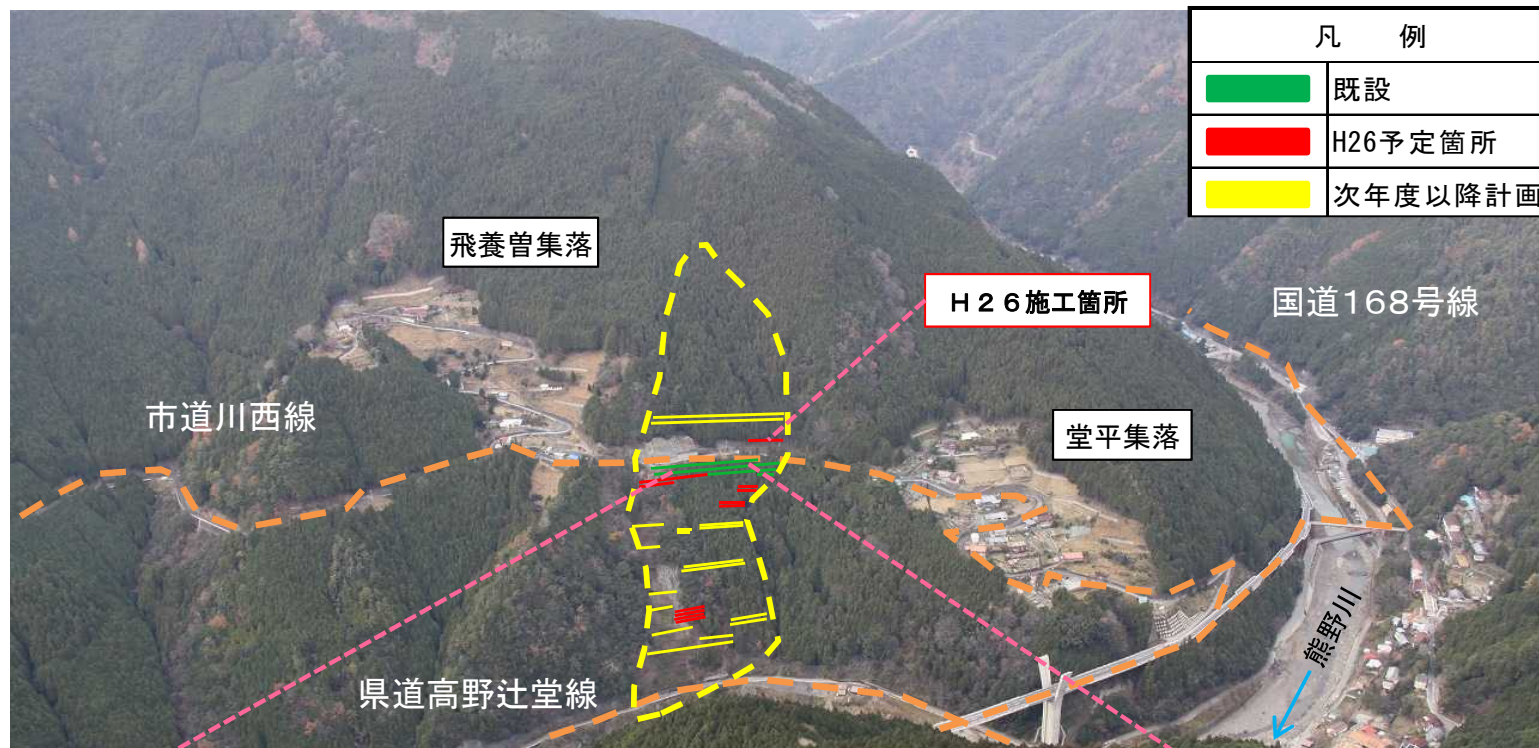 凡　例
既設
H26予定箇所
次年度以降計画
飛養曽集落
H26施工箇所
国道168号線
市道川西線
堂平集落
熊野川
県道高野辻堂線